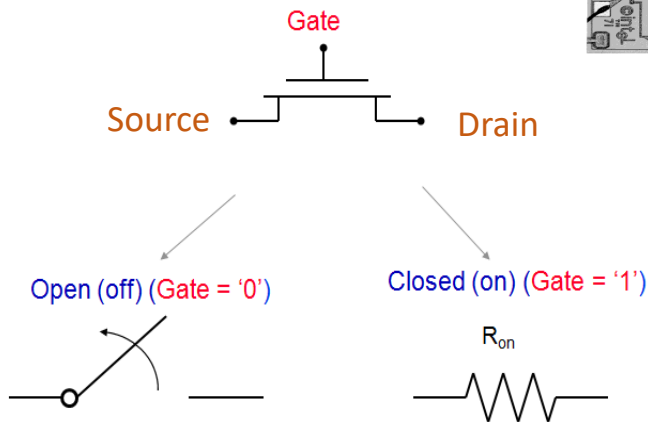 Gate
Source
Drain
Open (off) (Gate = ‘0’)
Closed (on) (Gate = ‘1’)
Ron